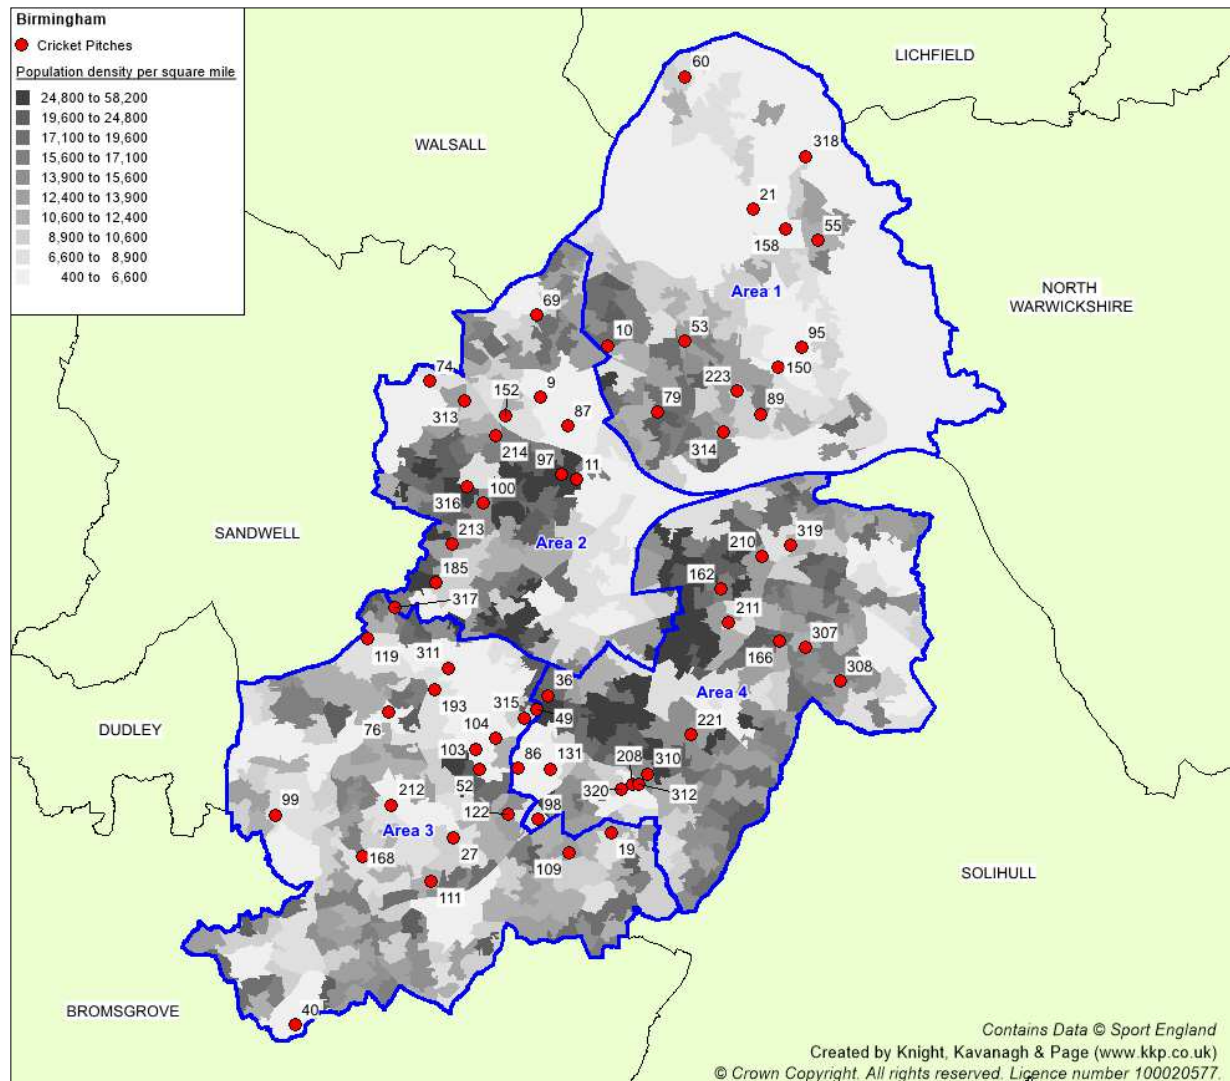 Birmingham
Cricket Pitches
Population density per square mile
24,800 to 58,200
19,600 to 24,800
17,100 to 19,600
15,600 to 17,100
13,900 to 15,600
12,400 to 13,900
10,600 to 12,400
8,900 to 10,600
6,600 to 8,900
400 to 6,600
LICHFIELD
60
WALSALL
318
21
55
158
NORTH
WARWICKSHIRE
Area 1
69
10
53
95
74
150
9
223
152
79
89
313
87
314
214
97
11
100
316
SANDWELL
213
Area 2
319
210
185
162
317
211
307
119
166
311
308
36
Area 4
193
315
49
DUDLEY
76
104
221
103
86
131
208
310
52
320
312
212
99
122
98
Area 3
168
27
19
109
SOLIHULL
111
BROMSGROVE
40
Contains Data © Sport England
Created by Knight, Kavanagh & Page (www.kkp.co.uk)
© Crown Copyright. All rights reserved. Licence number 100020577.